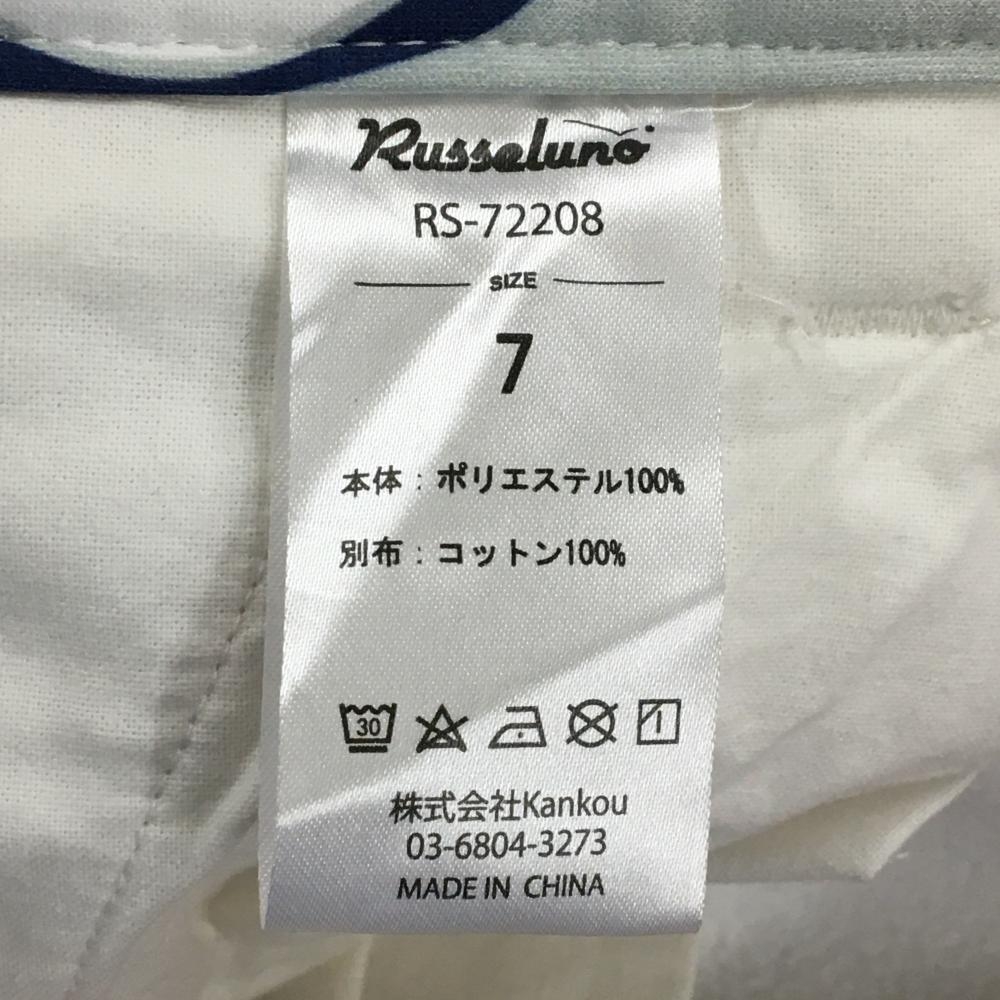 Russeluno
RS-72208
SIZE
7
本体：ポリエステル100%
別布：コットン100%
30
株式会社Kankou
03-6804-3273
MADE IN CHINA